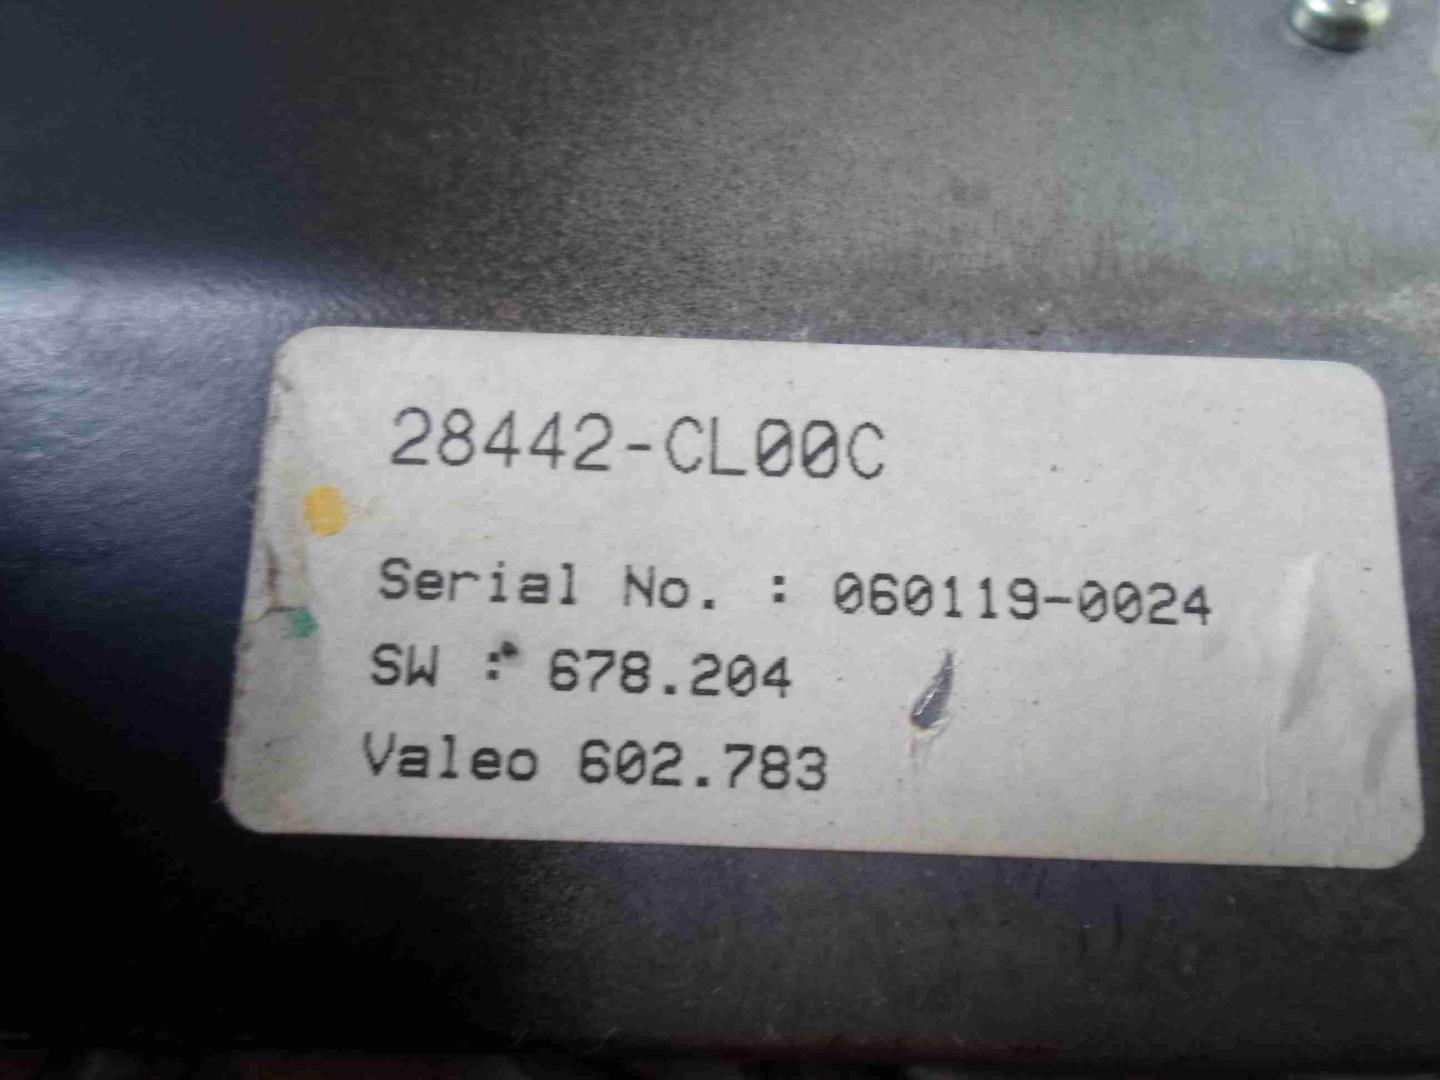 28442-CL00C
Serial No. : 060119-0024
SW : 678.204
Valeo 602.783